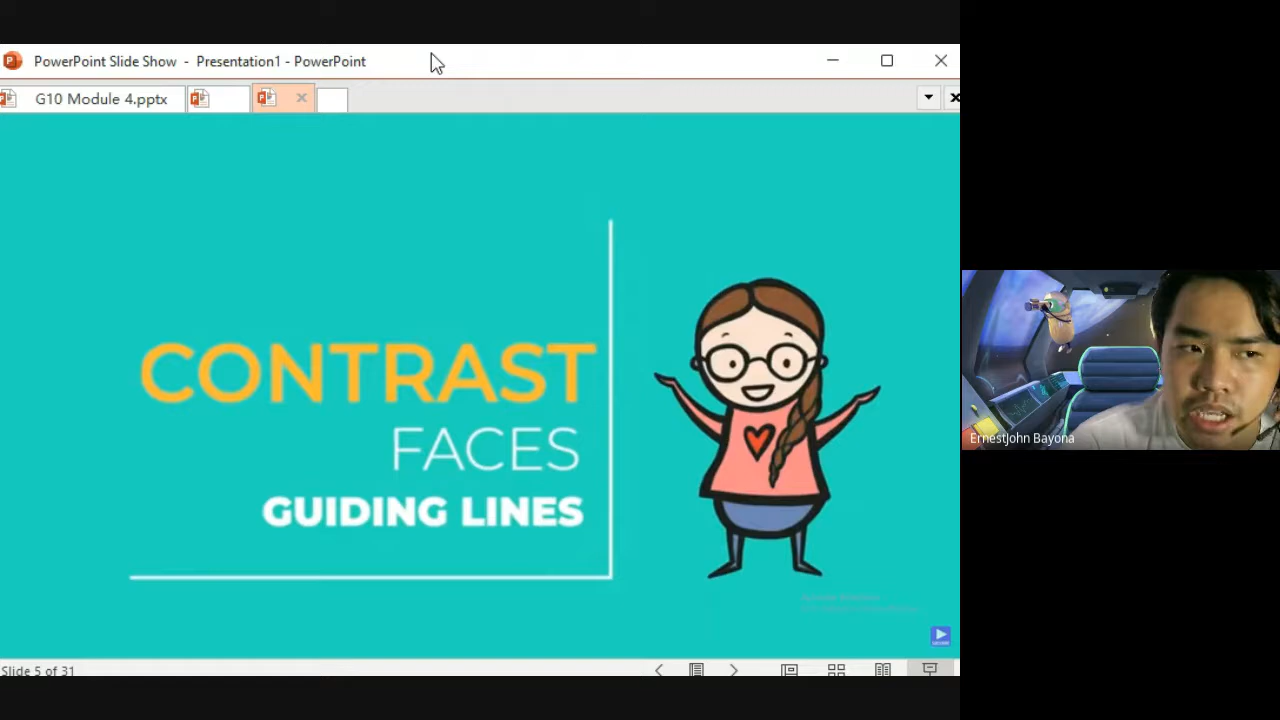 PowerPoint Slide Show - Presentation1 - PowerPoint
G10 Module 4.pptx
CONTRAST
FACES
GUIDING LINES
ErnestJohn Bayona
Slide 5 of 31